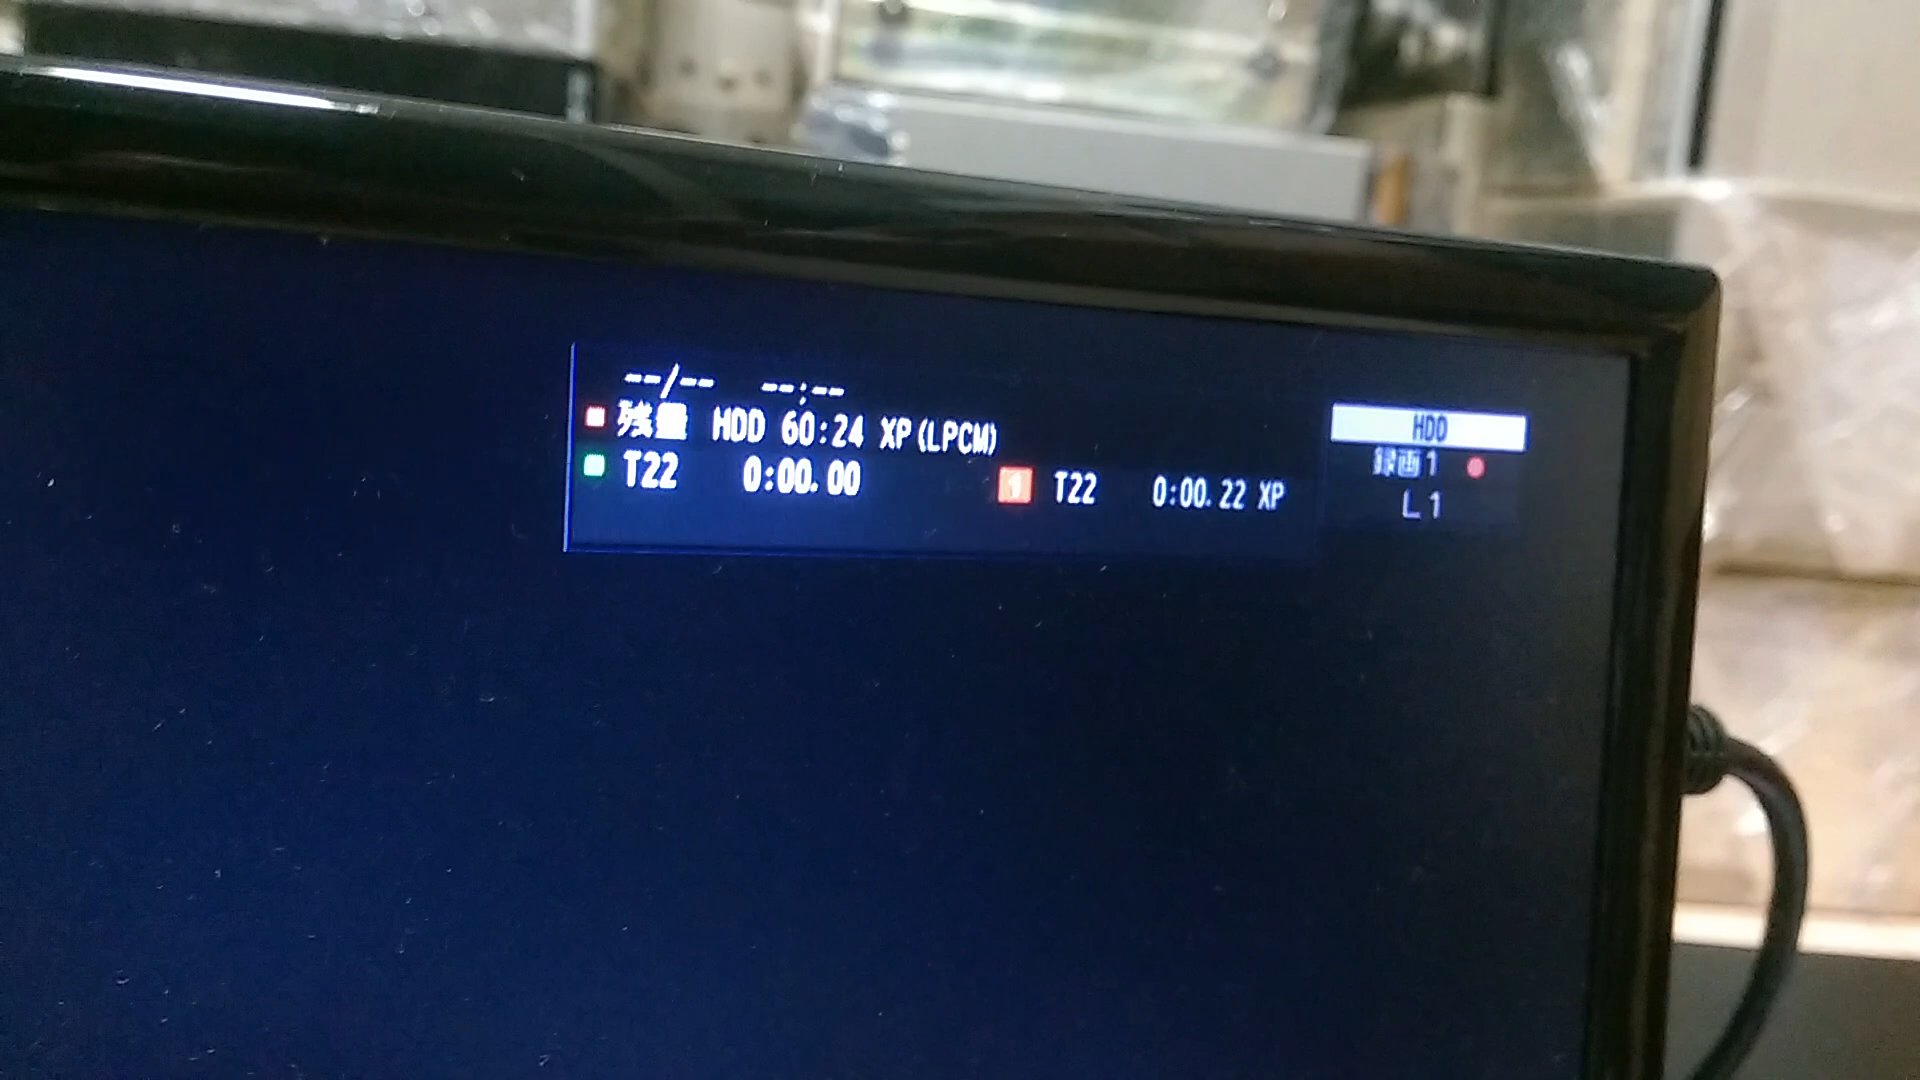 --/-- --:--
残量 HDD 60:24 XP(LPCM)
T22 0:00.00
1 T22 0:00.22 XP
HDD
録画1
L1